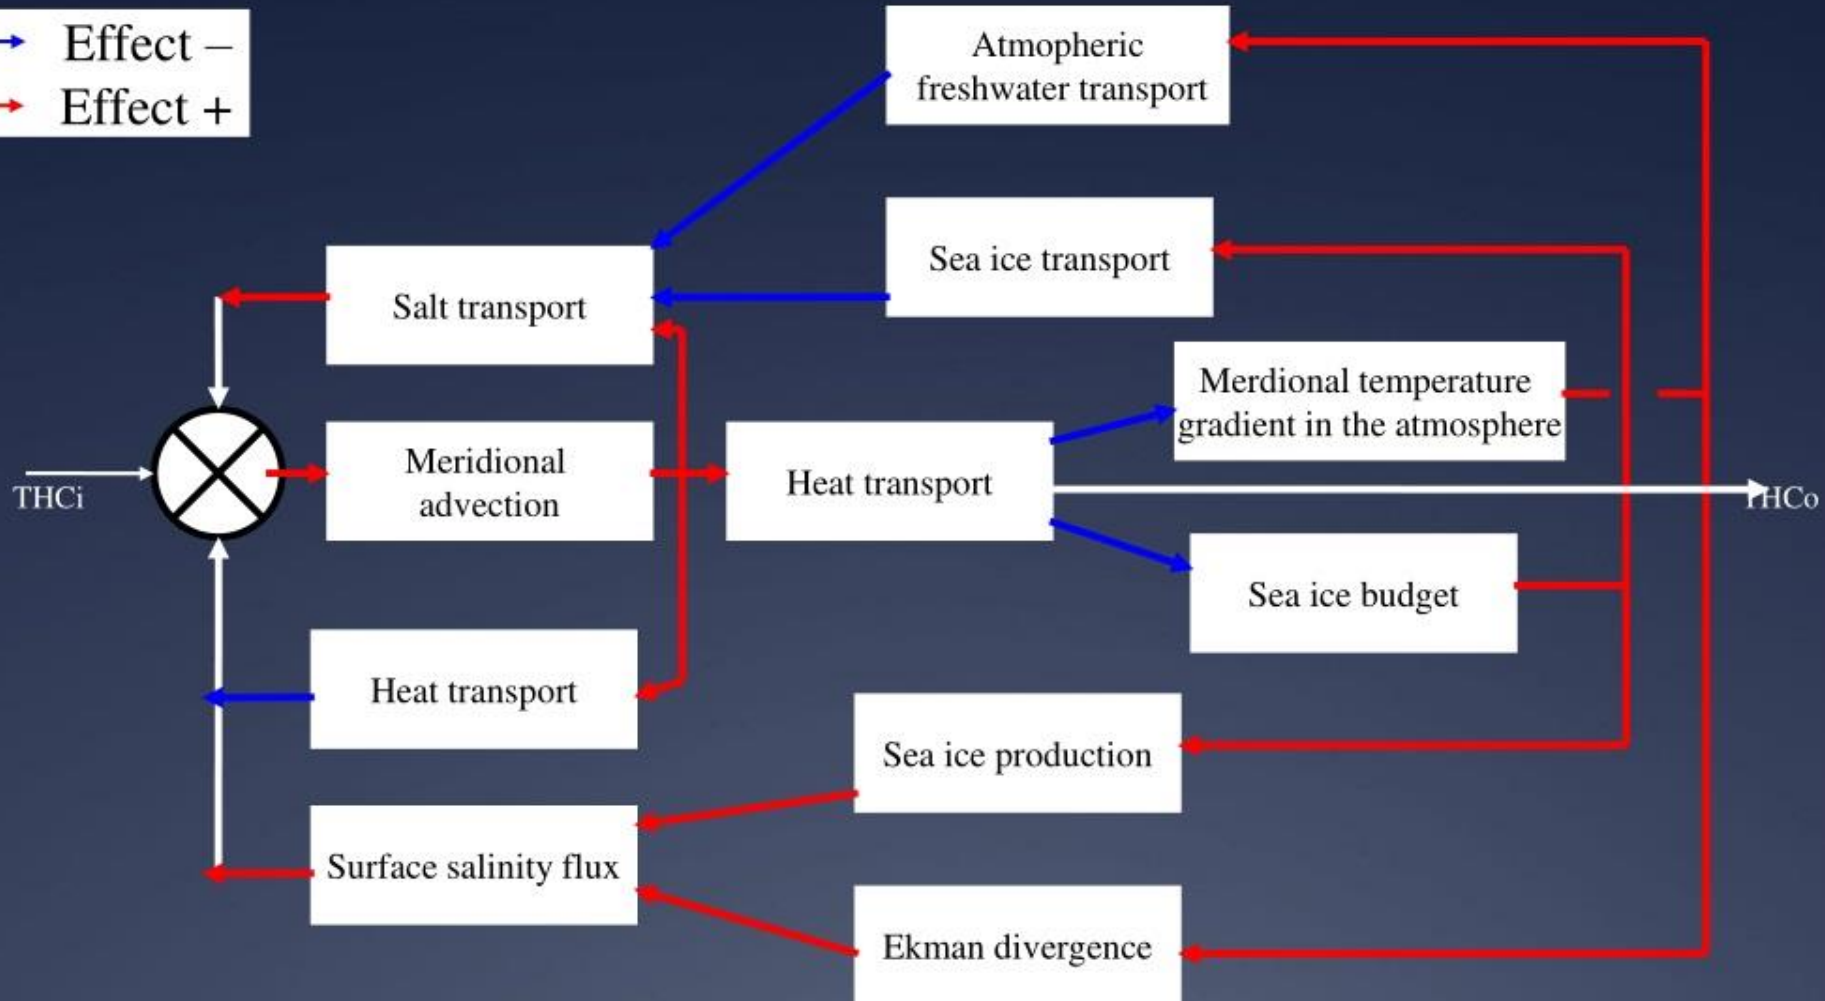 Effect –
Effect +
Atmopheric
freshwater transport
Sea ice transport
Salt transport
Merdional temperature
gradient in the atmosphere
Meridional
advection
Heat transport
THCi
THCo
Sea ice budget
Heat transport
Sea ice production
Surface salinity flux
Ekman divergence